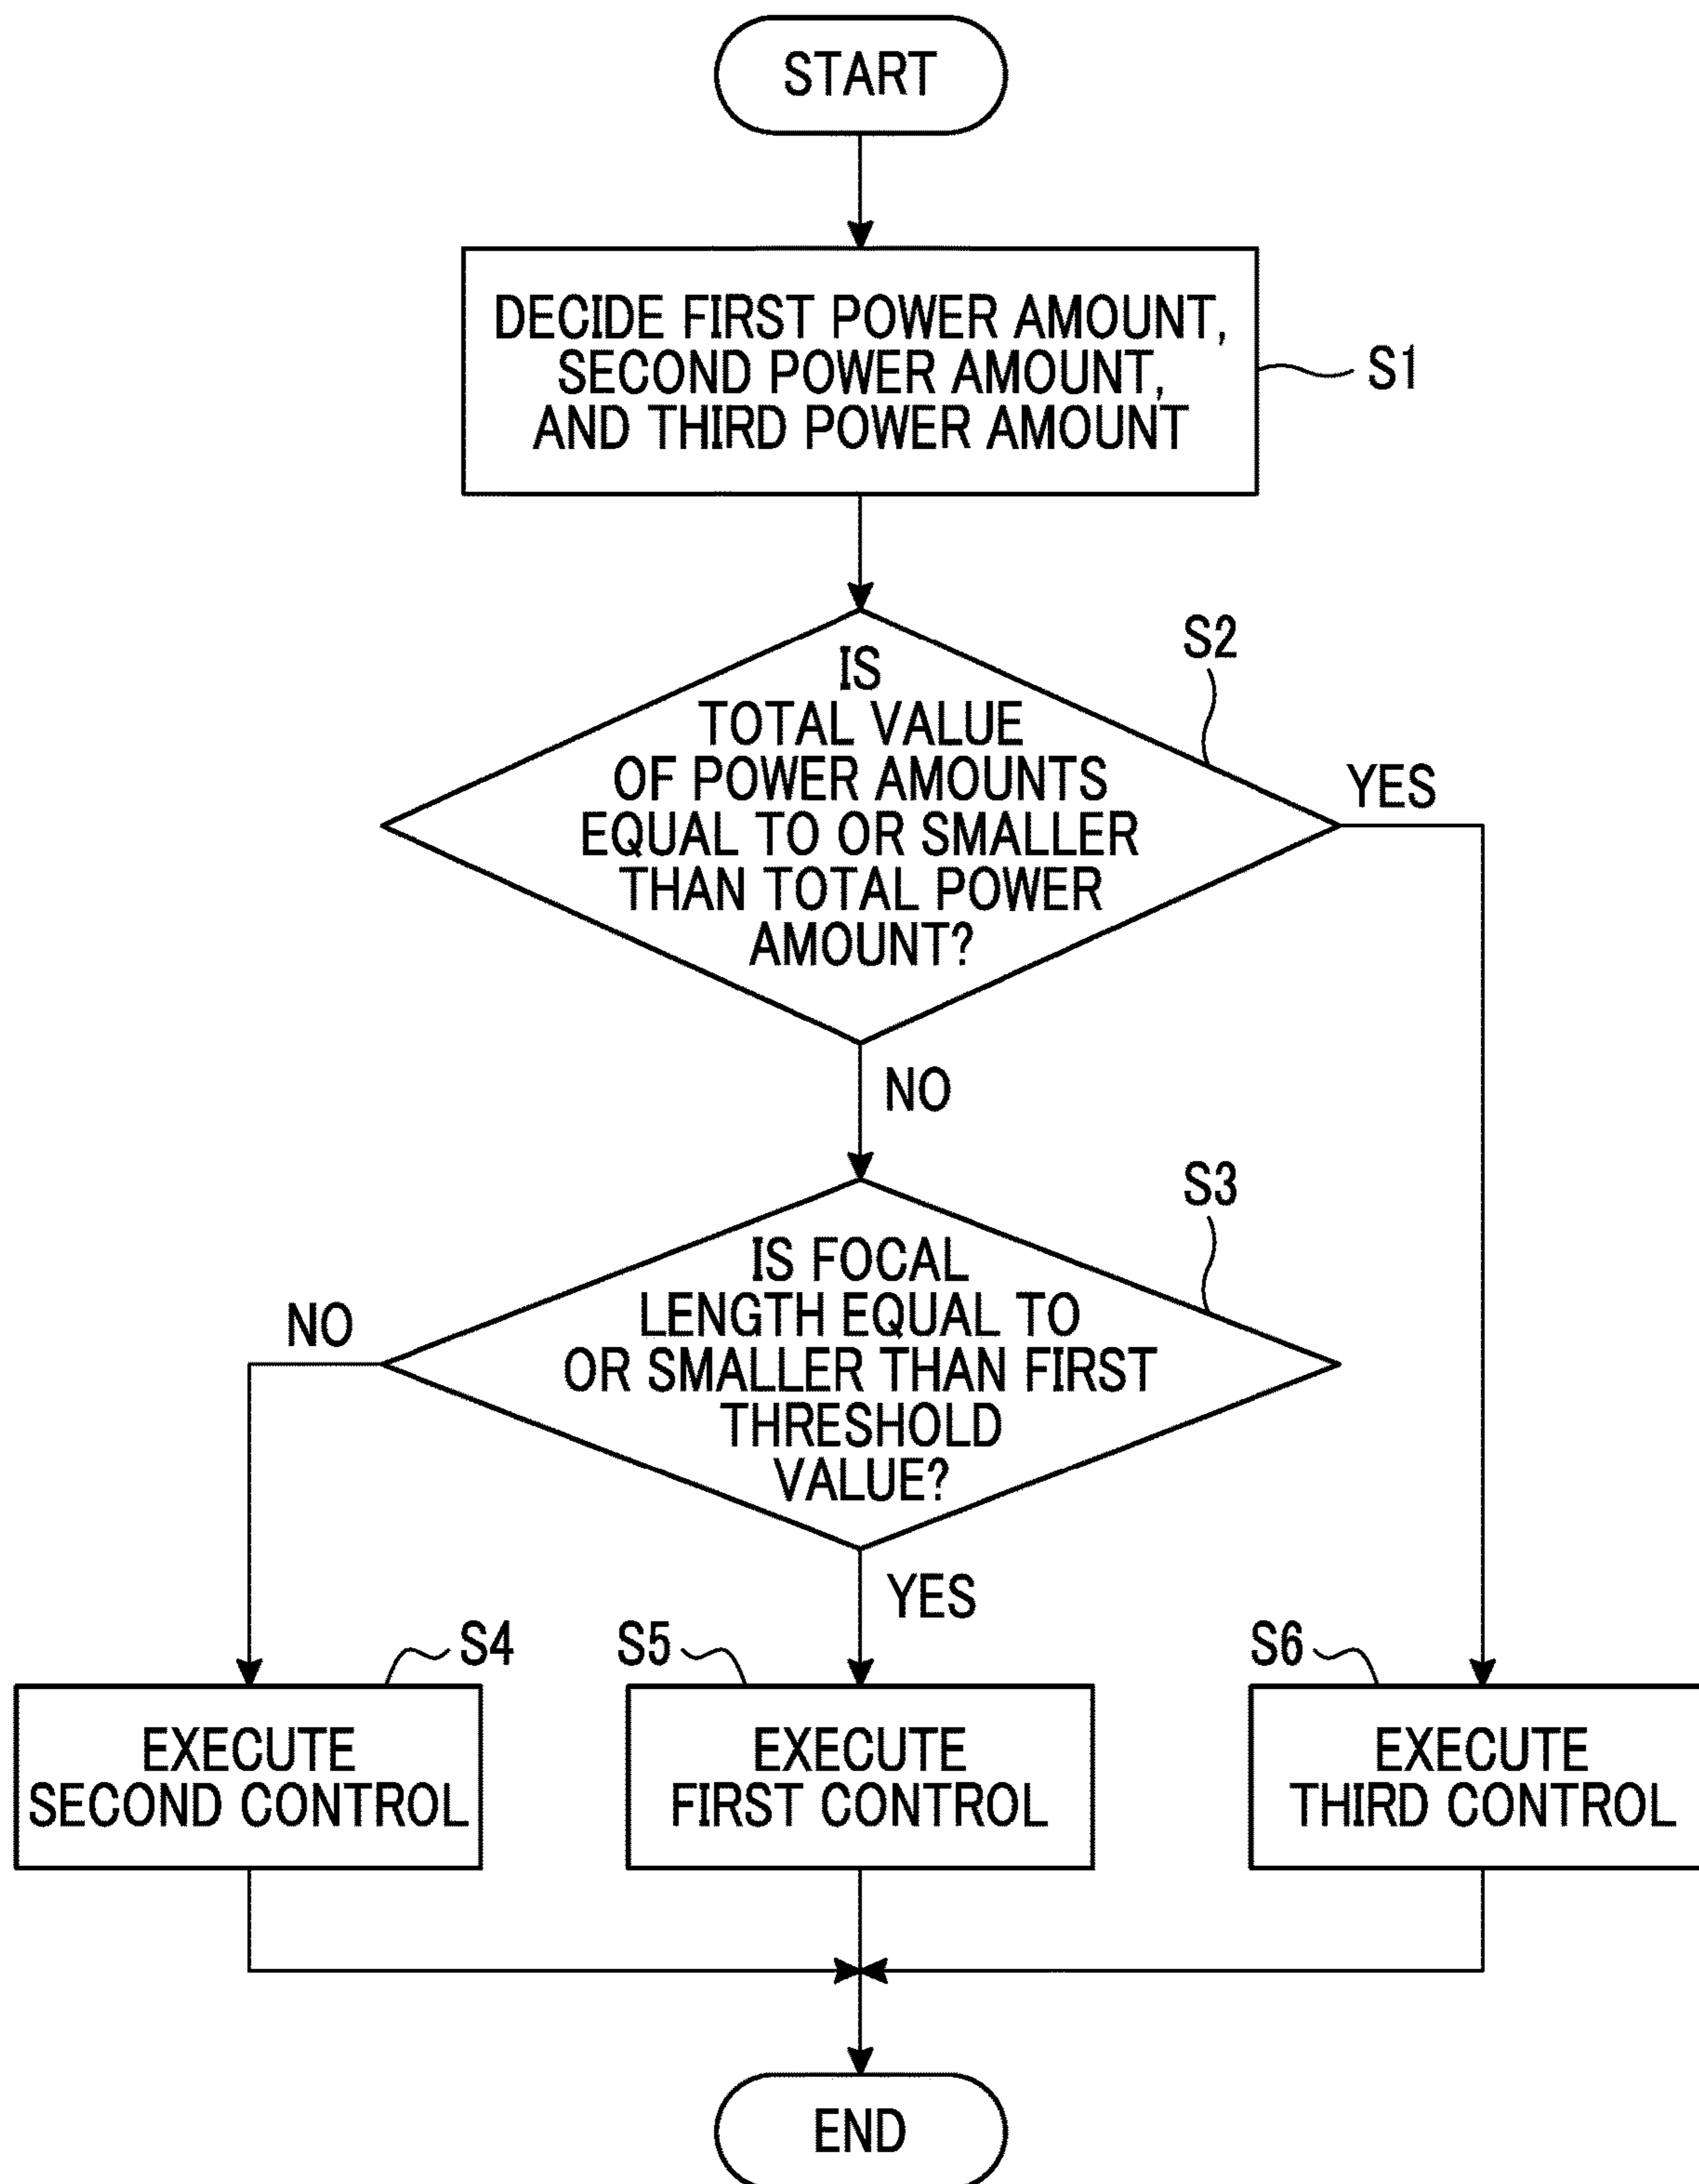 START
DECIDE FIRST POWER AMOUNT,
SECOND POWER AMOUNT,
AND THIRD POWER AMOUNT
S1
S2
IS
TOTAL VALUE
OF POWER AMOUNTS
EQUAL TO OR SMALLER
THAN TOTAL POWER
AMOUNT?
YES
NO
S3
IS FOCAL
LENGTH EQUAL TO
OR SMALLER THAN FIRST
THRESHOLD
VALUE?
NO
YES
S4
EXECUTE
SECOND CONTROL
S5
EXECUTE
FIRST CONTROL
S6
EXECUTE
THIRD CONTROL
END